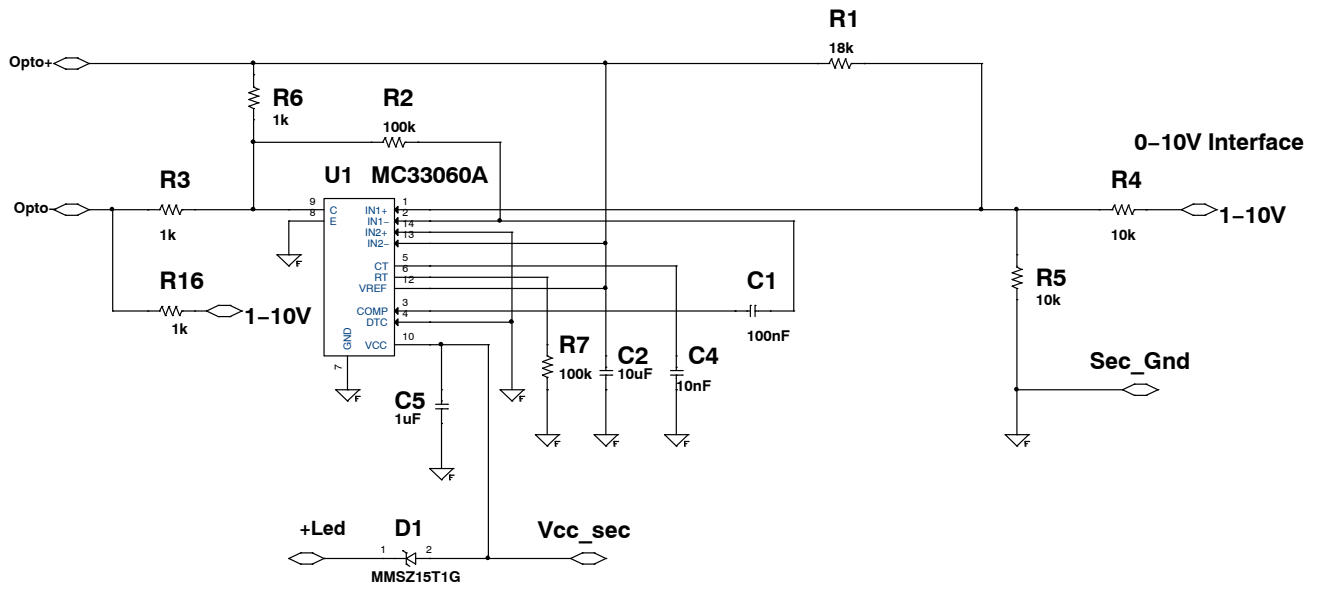 R1
18k
Opto+
R6
1k
R2
100k
0–10V Interface
U1 MC33060A
R3
1k
R4
10k
Opto-
1–10V
9
8
C
E
1
2
14
13
IN1+
IN1–
IN2+
IN2–
5
6
12
CT
RT
VREF
3
4
COMP
DTC
10
VCC
GND
7
F
R16
1k
1–10V
C1
100nF
R5
10k
R7
100k
C2
10uF
C4
10nF
C5
1uF
F
F
F
F
F
F
Sec_Gnd
F
+Led
D1
1
2
MMSZ15T1G
Vcc_sec